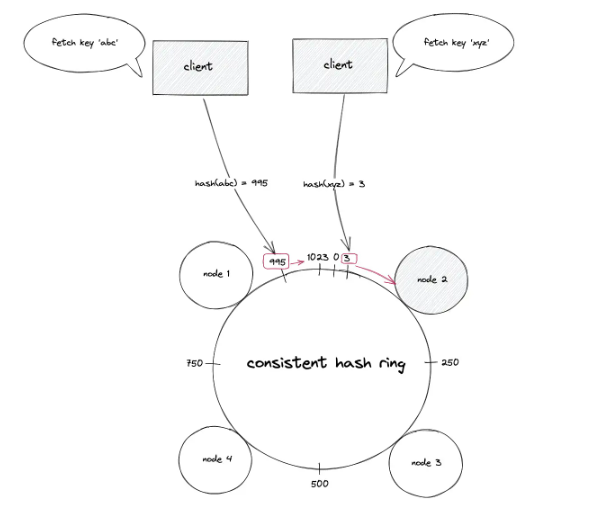 fetch key 'abc'
client
client
fetch key 'xyz'
hash(abc) = 995
hash(xyz) = 3
995
1023
0
3
node 1
node 2
750
consistent hash ring
250
node 4
node 3
500